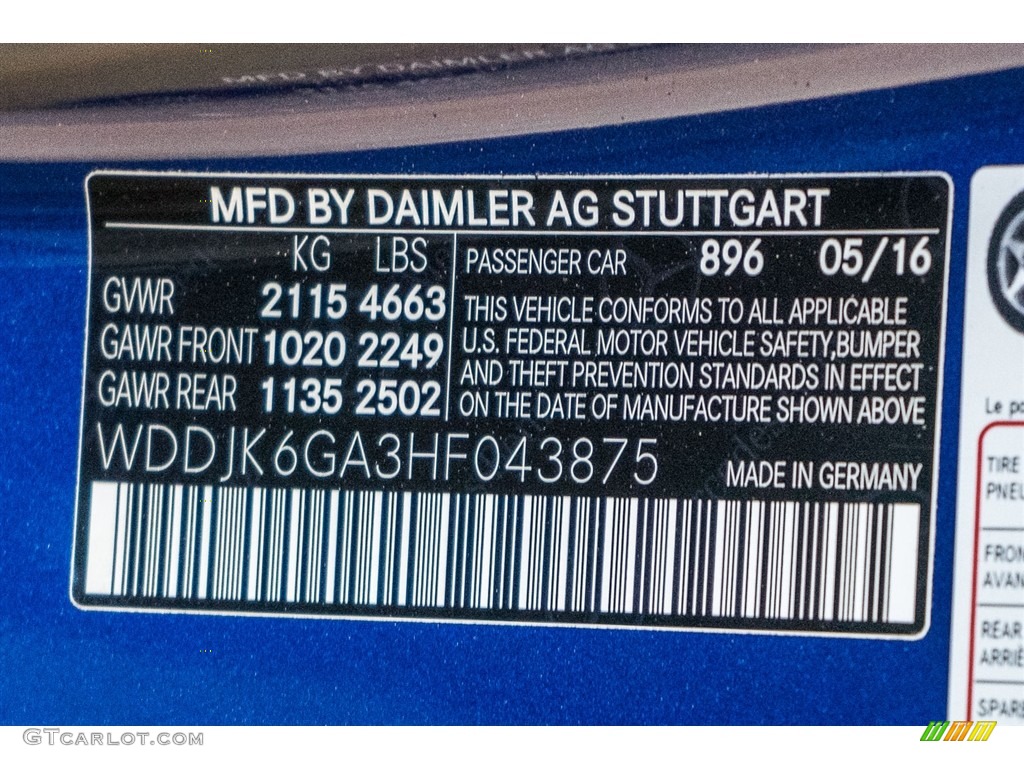 MFD BY DAIMLER AG STUTTGART
KG LBS
GVWR 2115 4663
GAWR FRONT 1020 2249
GAWR REAR 1135 2502
PASSENGER CAR 896 05/16
THIS VEHICLE CONFORMS TO ALL APPLICABLE
U.S. FEDERAL MOTOR VEHICLE SAFETY,BUMPER
AND THEFT PREVENTION STANDARDS IN EFFECT
ON THE DATE OF MANUFACTURE SHOWN ABOVE
WDDJK6GA3HF043875
MADE IN GERMANY
Le
TIRE
FRON
AVAN
REAR
ARRIÈ
SPARE
GTCARLOT.COM